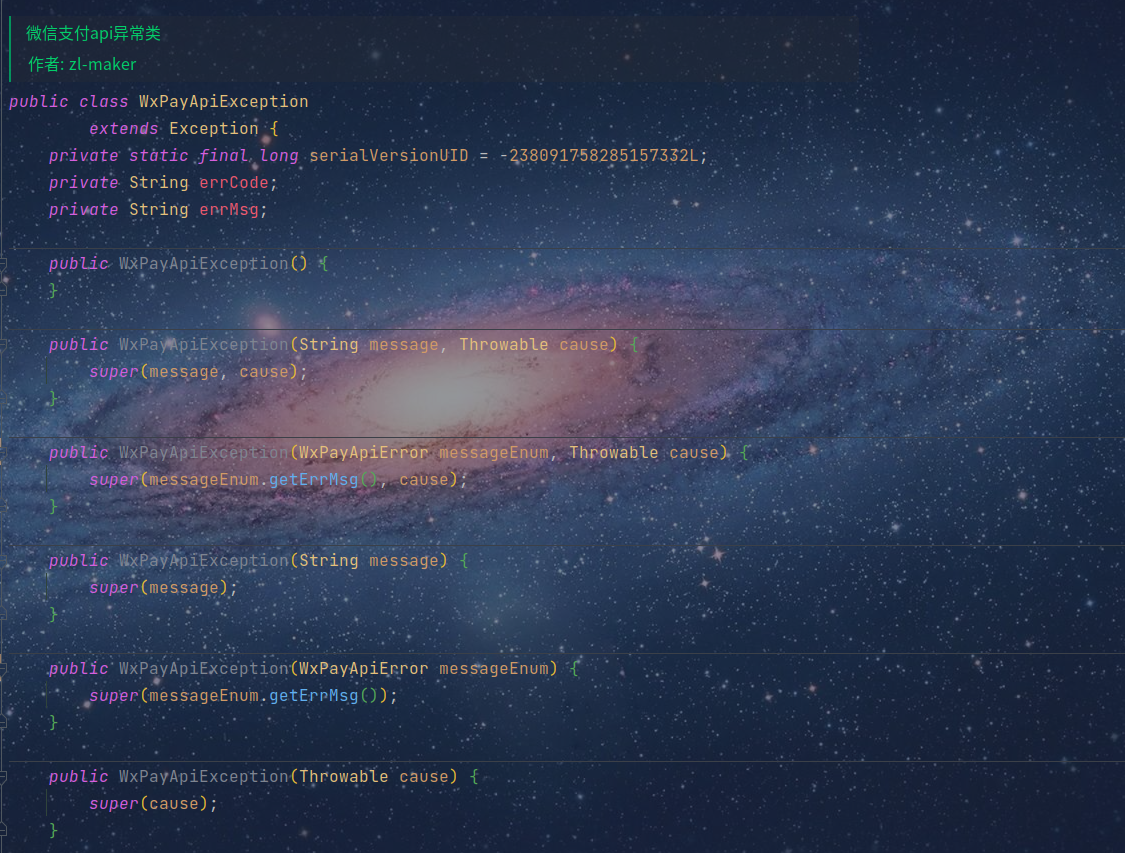 微信支付api异常类
作者: zl-maker
public class WxPayApiException
extends Exception {
private static final long serialVersionUID = -238091758285157332L;
private String errCode;
private String errMsg;
public WxPayApiException() {
}
public WxPayApiException(String message, Throwable cause) {
super(message, cause);
}
public WxPayApiException(WxPayApiError messageEnum, Throwable cause) {
super(messageEnum.getErrMsg(), cause);
}
public WxPayApiException(String message) {
super(message);
}
public WxPayApiException(WxPayApiError messageEnum) {
super(messageEnum.getErrMsg());
}
public WxPayApiException(Throwable cause) {
super(cause);
}